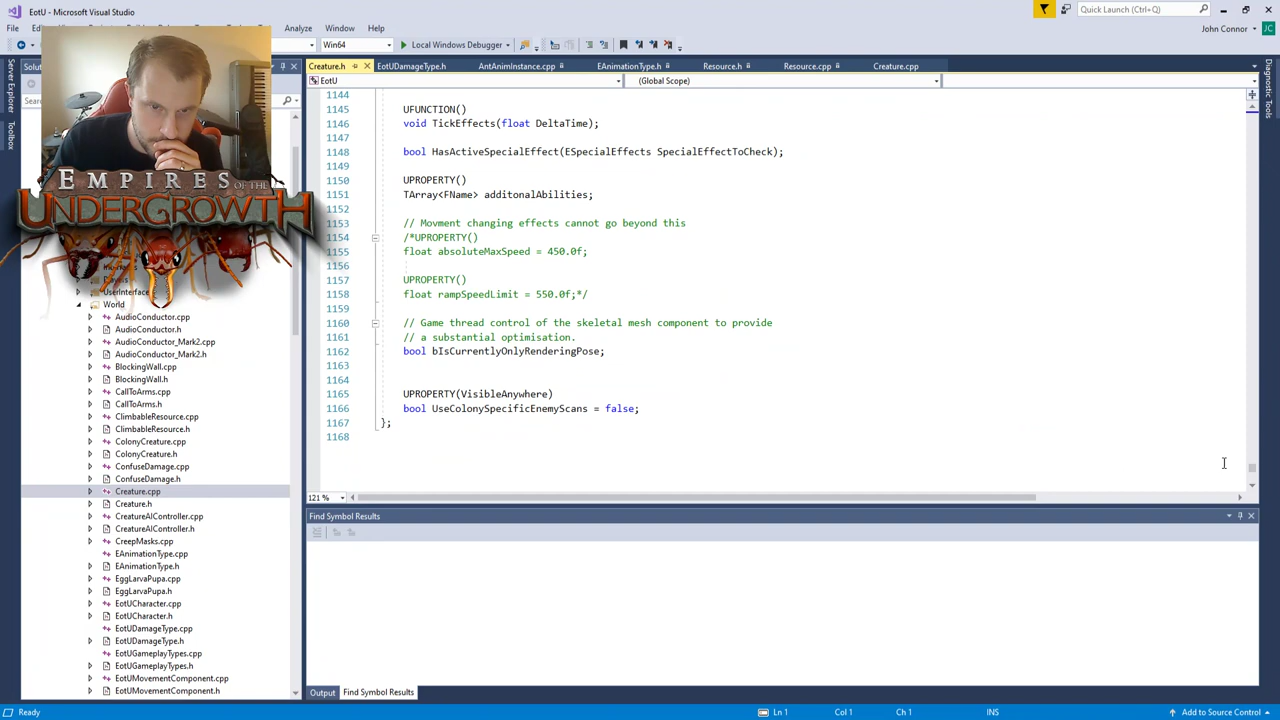 EotU - Microsoft Visual Studio
Quick Launch (Ctrl+Q)
File
Analyze
Window
Help
John Connor
JC
Win64
Local Windows Debugger
Server Explorer
Toolbox
Diagnostic Tools
Creature.h
EotUDamageType.h
AntAnimInstance.cpp
EAnimationType.h
Resource.h
Resource.cpp
Creature.cpp
EotU
(Global Scope)
EMPIRES OF THE
UNDERGROWTH
UserInterface
World
AudioConductor.cpp
AudioConductor.h
AudioConductor_Mark2.cpp
AudioConductor_Mark2.h
BlockingWall.cpp
BlockingWall.h
CallToArms.cpp
CallToArms.h
ClimbableResource.cpp
ClimbableResource.h
ColonyCreature.cpp
ColonyCreature.h
ConfuseDamage.cpp
ConfuseDamage.h
Creature.cpp
Creature.h
CreatureAIController.cpp
CreatureAIController.h
CreepMasks.cpp
EAnimationType.cpp
EAnimationType.h
EggLarvaPupa.cpp
EggLarvaPupa.h
EotUCharacter.cpp
EotUCharacter.h
EotUDamageType.cpp
EotUDamageType.h
EotUGameplayTypes.cpp
EotUGameplayTypes.h
EotUMovementComponent.cpp
EotUMovementComponent.h
1144
1145 UFUNCTION()
1146 void TickEffects(float DeltaTime);
1147
1148 bool HasActiveSpecialEffect(ESpecialEffects SpecialEffectToCheck);
1149
1150 UPROPERTY()
1151 TArray<FName> additonalAbilities;
1152
1153 // Movment changing effects cannot go beyond this
1154 /*UPROPERTY()
1155 float absoluteMaxSpeed = 450.0f;
1156
1157 UPROPERTY()
1158 float rampSpeedLimit = 550.0f;*/
1159
1160 // Game thread control of the skeletal mesh component to provide
1161 // a substantial optimisation.
1162 bool bIsCurrentlyOnlyRenderingPose;
1163
1164
1165 UPROPERTY(VisibleAnywhere)
1166 bool UseColonySpecificEnemyScans = false;
1167 };
1168
121 %
Find Symbol Results
Output
Find Symbol Results
Ready
Ln 1
Col 1
Ch 1
INS
Add to Source Control